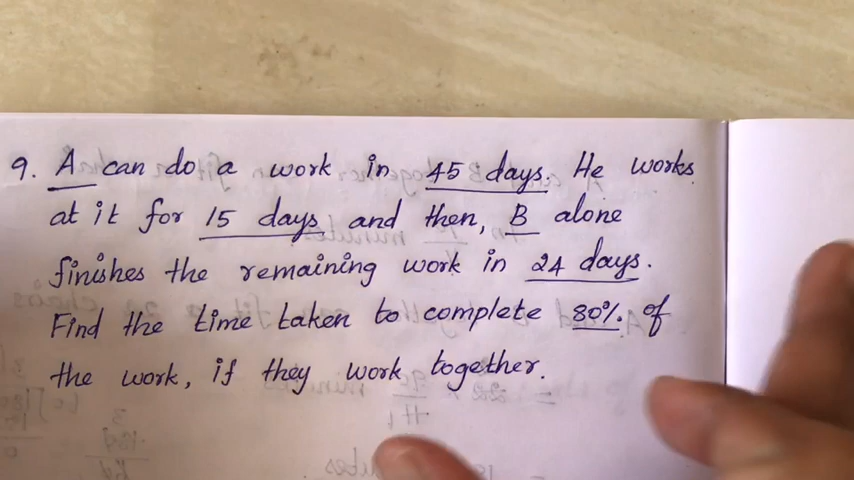 9. A can do a work in 45 days. He works
at it for 15 days and then, B alone
finishes the remaining work in 24 days.
Find the time taken to complete 80% of
the work, if they work together.